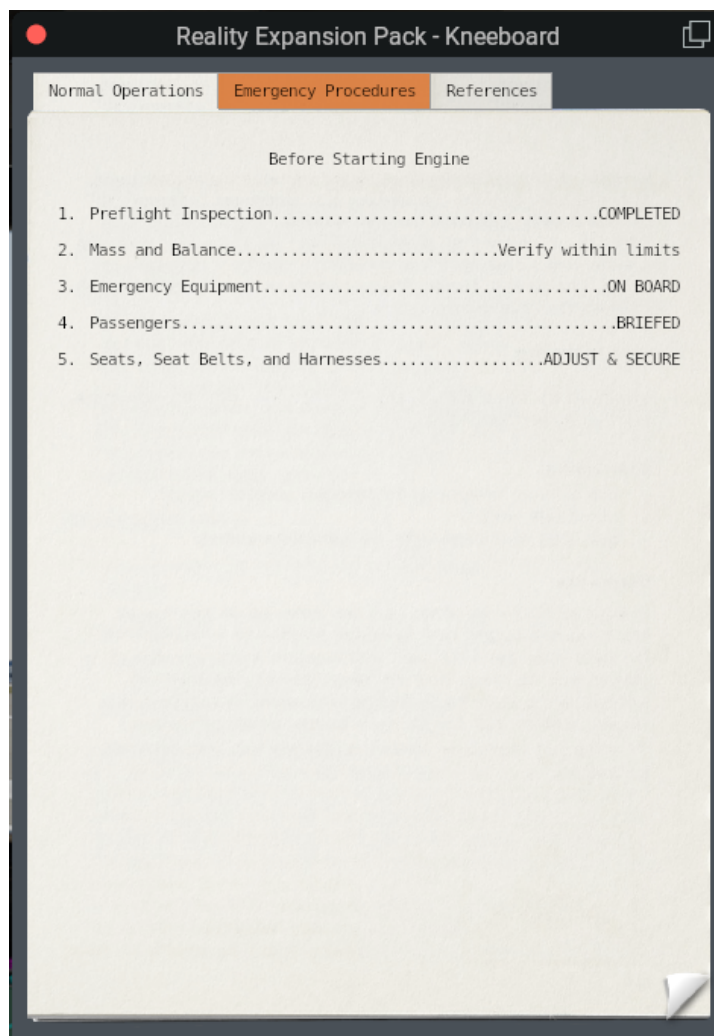 Reality Expansion Pack - Kneeboard
Normal Operations Emergency Procedures References
Before Starting Engine
1. Preflight Inspection....................................COMPLETED
2. Mass and Balance.............................Verify within limits
3. Emergency Equipment......................................ON BOARD
4. Passengers................................................BRIEFED
5. Seats, Seat Belts, and Harnesses..................ADJUST & SECURE